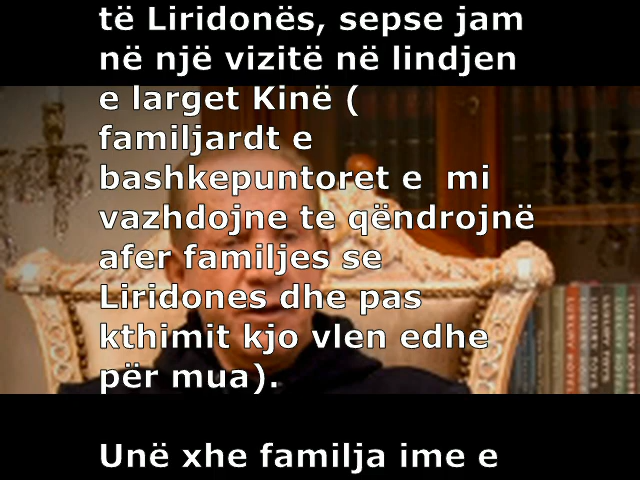 të Liridonës, sepse jam
në një vizitë në lindjen
e larget Kinë (
familjardt e
bashkepuntoret e  mi
vazhdojne te qëndrojnë
afer familjes se
Liridones dhe pas
kthimit kjo vlen edhe
për mua).
Unë xhe familja ime e